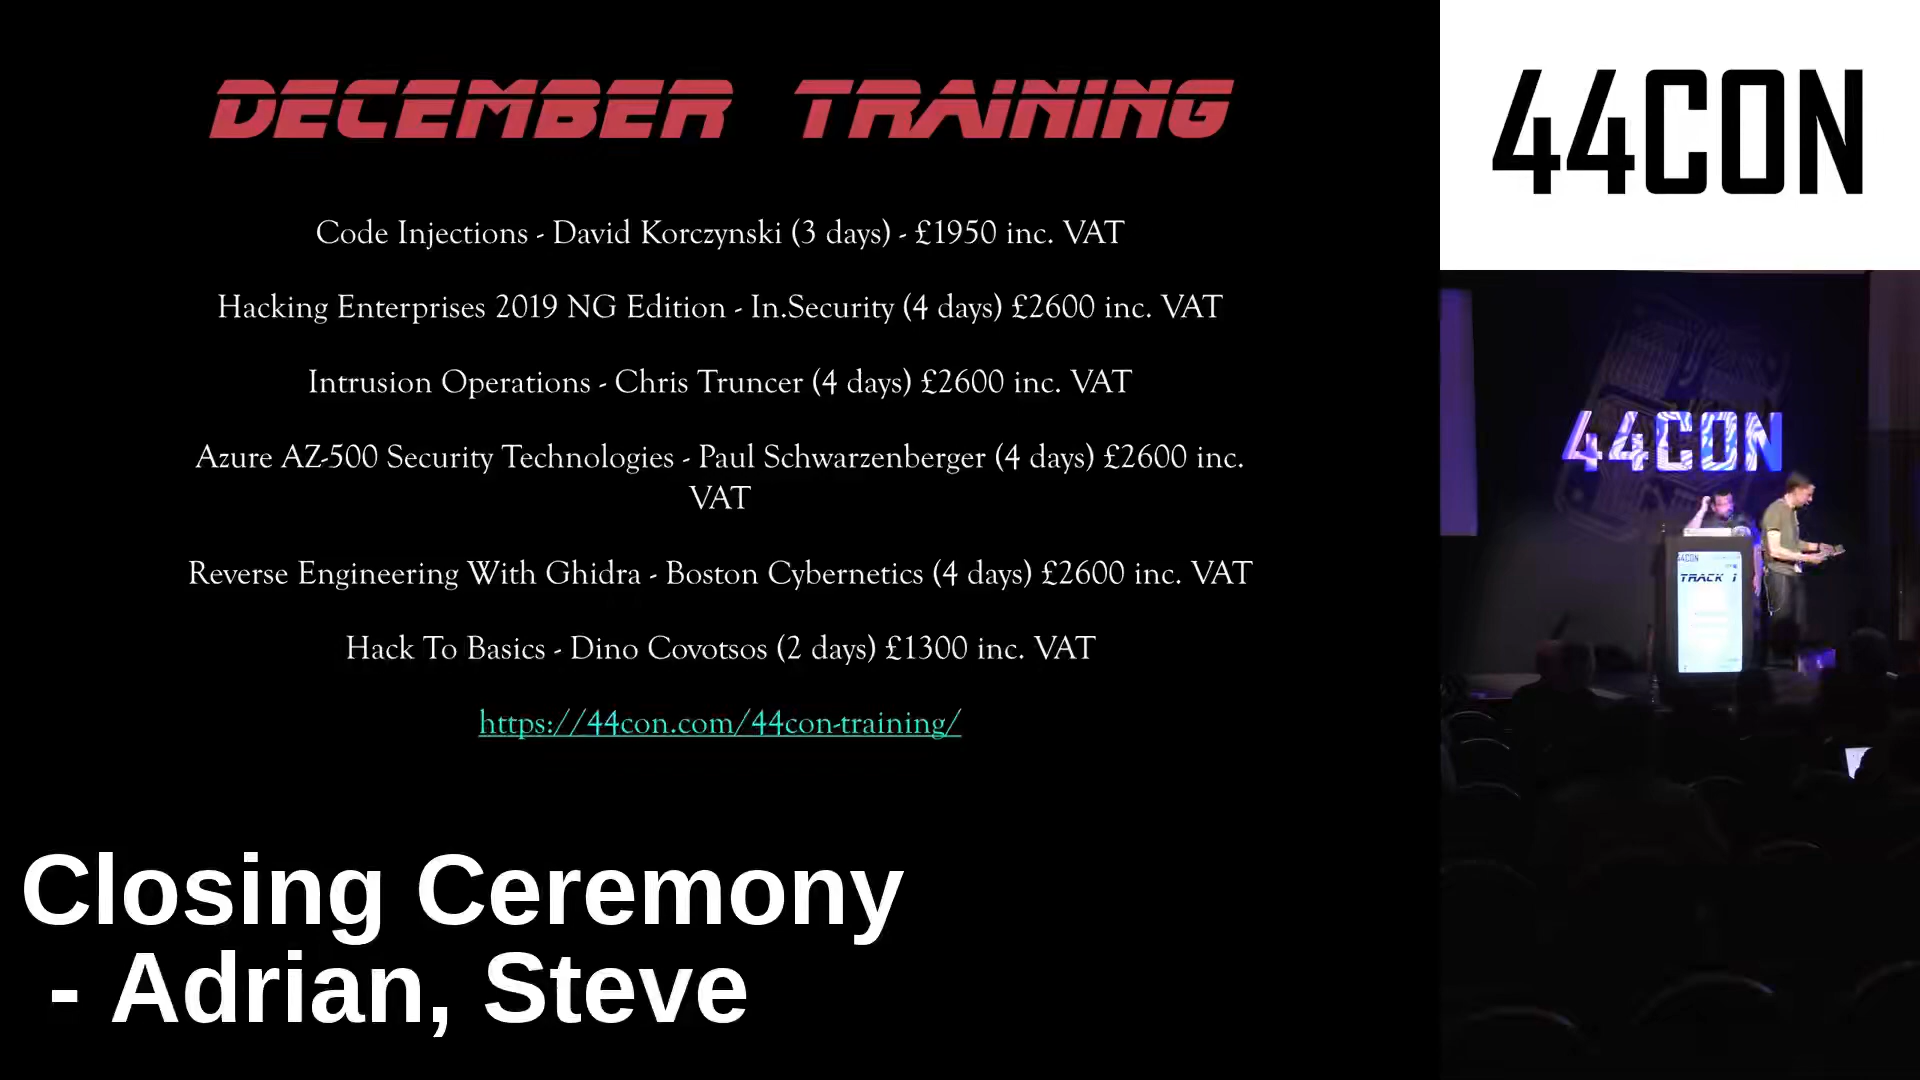 DECEMBER TRAINING
Code Injections - David Korczynski (3 days) - £1950 inc. VAT
Hacking Enterprises 2019 NG Edition - In.Security (4 days) £2600 inc. VAT
Intrusion Operations - Chris Truncer (4 days) £2600 inc. VAT
Azure AZ-500 Security Technologies - Paul Schwarzenberger (4 days) £2600 inc.
VAT
Reverse Engineering With Ghidra - Boston Cybernetics (4 days) £2600 inc. VAT
Hack To Basics - Dino Covotsos (2 days) £1300 inc. VAT
https://44con.com/44con-training/
Closing Ceremony
- Adrian, Steve
44CON
44CON
44CON
TRACK 1